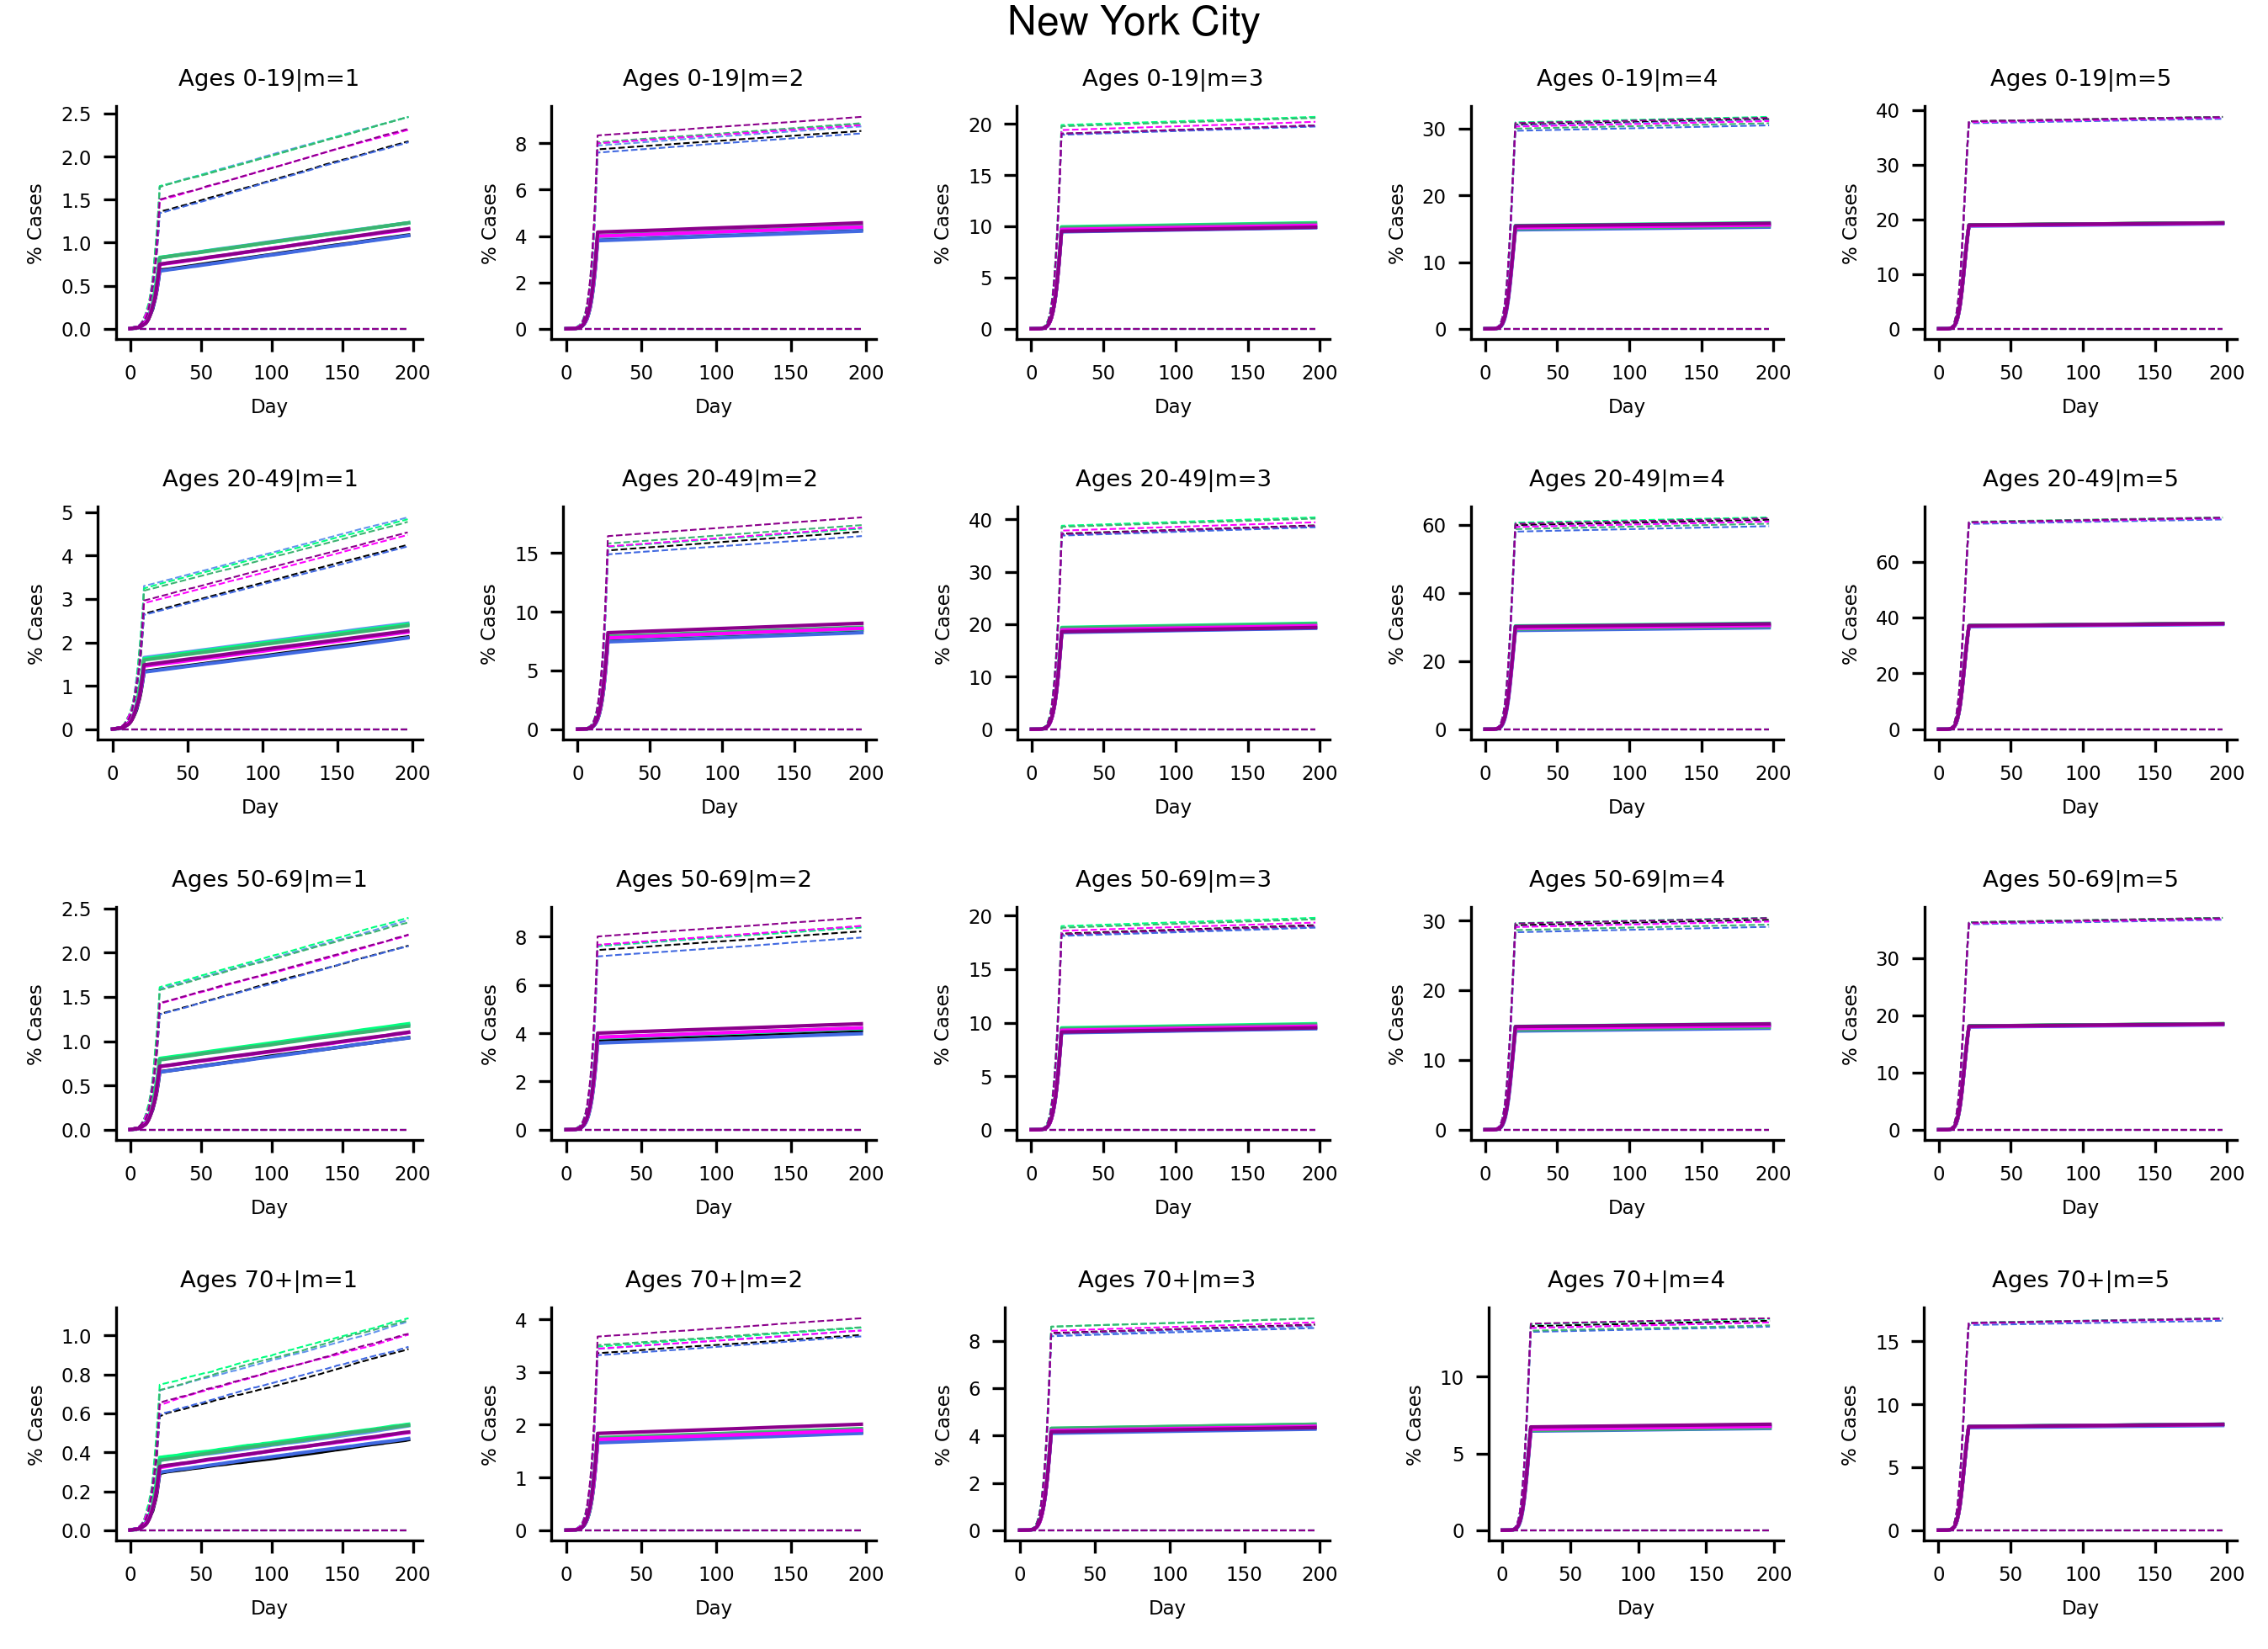 New York City
Ages 0-19|m=1
Ages 0-19|m=2
Ages 0-19|m=3
Ages 0-19|m=4
Ages 0-19|m=5
% Cases
2.5
2.0
1.5
1.0
0.5
0.0
0 50 100 150 200
Day
% Cases
8
6
4
2
0
0 50 100 150 200
Day
% Cases
20
15
10
5
0
0 50 100 150 200
Day
% Cases
30
20
10
0
0 50 100 150 200
Day
% Cases
40
30
20
10
0
0 50 100 150 200
Day
Ages 20-49|m=1
Ages 20-49|m=2
Ages 20-49|m=3
Ages 20-49|m=4
Ages 20-49|m=5
% Cases
5
4
3
2
1
0
0 50 100 150 200
Day
% Cases
15
10
5
0
0 50 100 150 200
Day
% Cases
40
30
20
10
0
0 50 100 150 200
Day
% Cases
60
40
20
0
0 50 100 150 200
Day
% Cases
60
40
20
0
0 50 100 150 200
Day
Ages 50-69|m=1
Ages 50-69|m=2
Ages 50-69|m=3
Ages 50-69|m=4
Ages 50-69|m=5
% Cases
2.5
2.0
1.5
1.0
0.5
0.0
0 50 100 150 200
Day
% Cases
8
6
4
2
0
0 50 100 150 200
Day
% Cases
20
15
10
5
0
0 50 100 150 200
Day
% Cases
30
20
10
0
0 50 100 150 200
Day
% Cases
30
20
10
0
0 50 100 150 200
Day
Ages 70+|m=1
Ages 70+|m=2
Ages 70+|m=3
Ages 70+|m=4
Ages 70+|m=5
% Cases
1.0
0.8
0.6
0.4
0.2
0.0
0 50 100 150 200
Day
% Cases
4
3
2
1
0
0 50 100 150 200
Day
% Cases
8
6
4
2
0
0 50 100 150 200
Day
% Cases
10
5
0
0 50 100 150 200
Day
% Cases
15
10
5
0
0 50 100 150 200
Day